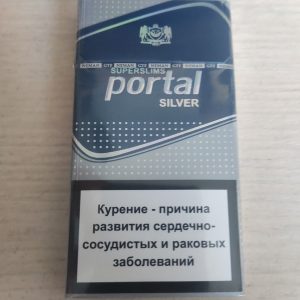 SUPERSLIMS
portal
SILVER
Курение - причина
развития сердечно-
сосудистых и раковых
заболеваний